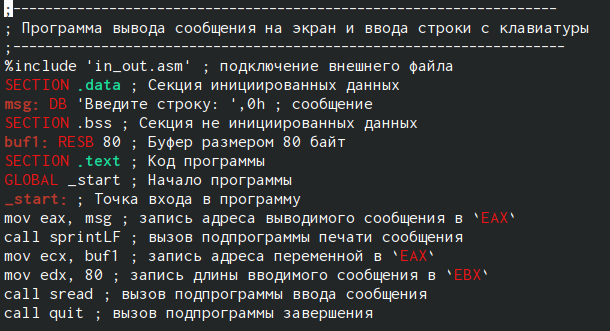 ;--------------------------------------------------------------------
; Программа вывода сообщения на экран и ввода строки с клавиатуры
;---------------------------------------------------------------------
%include 'in_out.asm' ; подключение внешнего файла
SECTION .data ; Секция инициированных данных
msg: DB 'Введите строку: ',0h ; сообщение
SECTION .bss ; Секция не инициированных данных
buf1: RESB 80 ; Буфер размером 80 байт
SECTION .text ; Код программы
GLOBAL _start ; Начало программы
_start: ; Точка входа в программу
mov eax, msg ; запись адреса выводимого сообщения в `EAX`
call sprintLF ; вызов подпрограммы печати сообщения
mov ecx, buf1 ; запись адреса переменной в `EAX`
mov edx, 80 ; запись длины вводимого сообщения в `EBX`
call sread ; вызов подпрограммы ввода сообщения
call quit ; вызов подпрограммы завершения